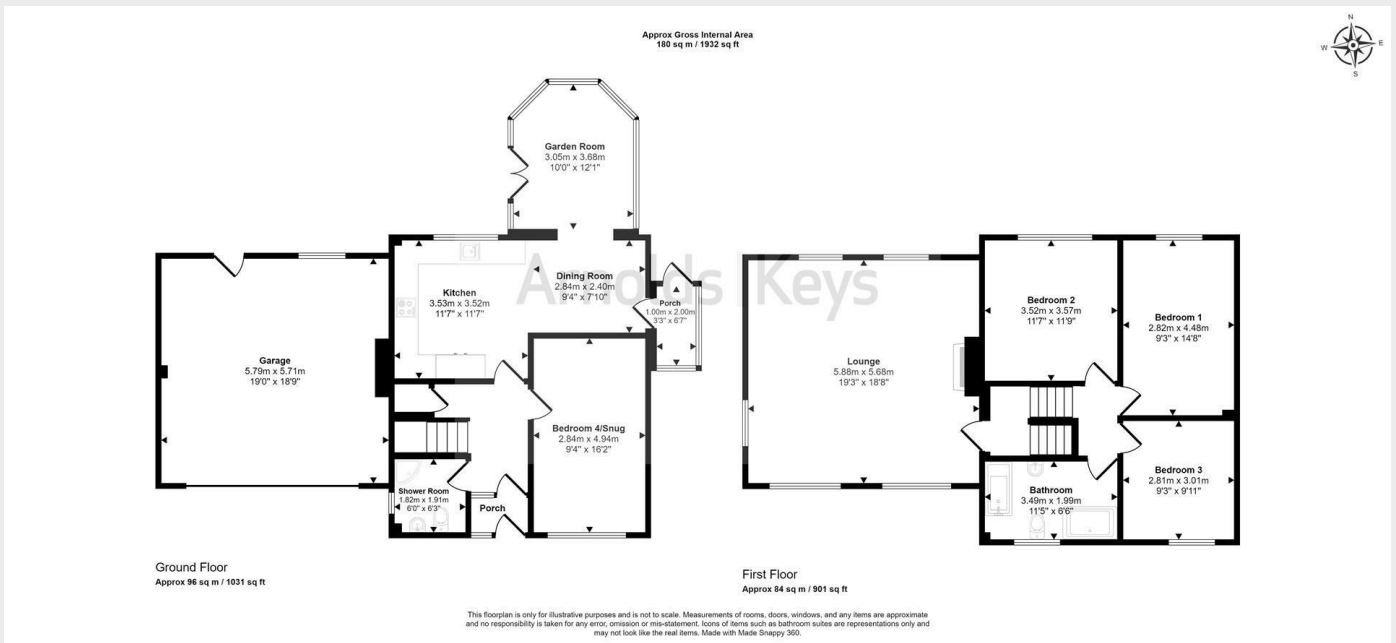 Approx Gross Internal Area
180 sq m / 1932 sq ft
N
W
E
S
Garden Room
3.05m x 3.68m
10'0" x 12'1"
Kitchen
3.53m x 3.52m
11'7" x 11'7"
Dining Room
2.84m x 2.40m
9'4" x 7'10"
Porch
1.00m x 2.00m
3'3" x 6'7"
Garage
5.79m x 5.71m
19'0" x 18'9"
Bedroom 4/Snug
2.84m x 4.94m
9'4" x 16'2"
Shower Room
1.82m x 1.91m
6'0" x 6'3"
Porch
Ground Floor
Approx 96 sq m / 1031 sq ft
Arnolds | Keys
Bedroom 2
3.52m x 3.57m
11'7" x 11'9"
Bedroom 1
2.82m x 4.48m
9'3" x 14'8"
Lounge
5.88m x 5.68m
19'3" x 18'8"
Bedroom 3
2.81m x 3.01m
9'3" x 9'11"
Bathroom
3.49m x 1.99m
11'5" x 6'6"
First Floor
Approx 84 sq m / 901 sq ft
This floorplan is only for illustrative purposes and is not to scale. Measurements of rooms, doors, windows, and any items are approximate
and no responsibility is taken for any error, omission or mis-statement. Icons of items such as bathroom suites are representations only and
may not look like the real items. Made with Made Snappy 360.